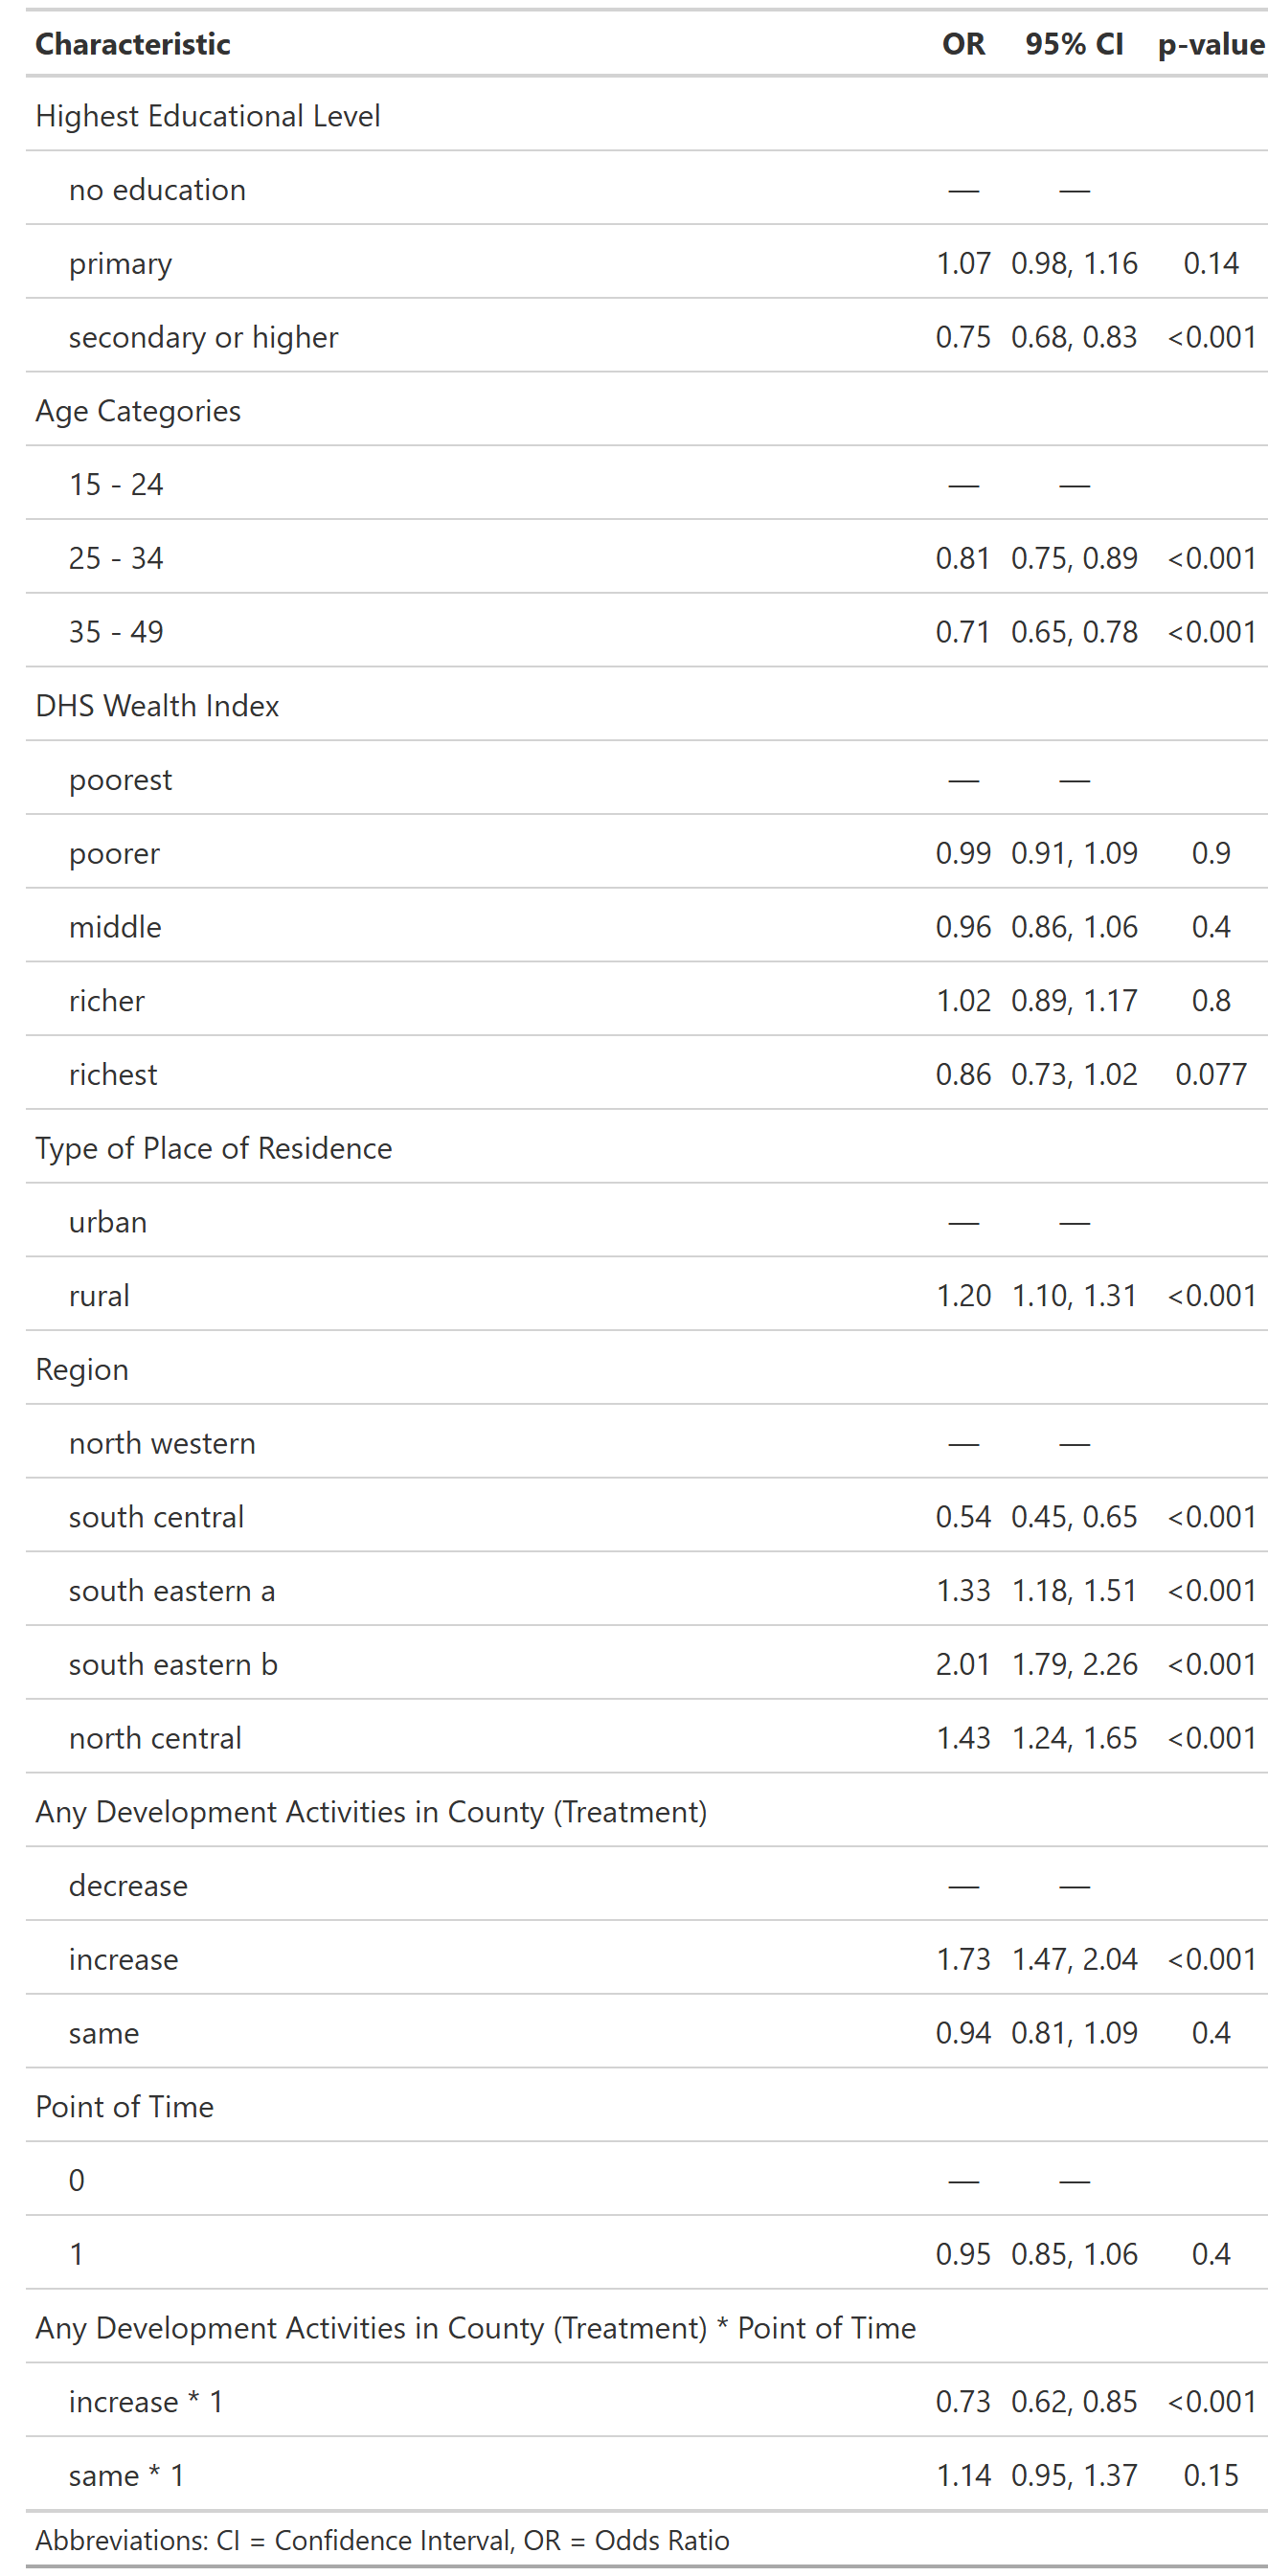 Characteristic OR 95% CI p-value
Highest Educational Level
no education — —
primary 1.07 0.98, 1.16 0.14
secondary or higher 0.75 0.68, 0.83 <0.001
Age Categories
15 - 24 — —
25 - 34 0.81 0.75, 0.89 <0.001
35 - 49 0.71 0.65, 0.78 <0.001
DHS Wealth Index
poorest — —
poorer 0.99 0.91, 1.09 0.9
middle 0.96 0.86, 1.06 0.4
richer 1.02 0.89, 1.17 0.8
richest 0.86 0.73, 1.02 0.077
Type of Place of Residence
urban — —
rural 1.20 1.10, 1.31 <0.001
Region
north western — —
south central 0.54 0.45, 0.65 <0.001
south eastern a 1.33 1.18, 1.51 <0.001
south eastern b 2.01 1.79, 2.26 <0.001
north central 1.43 1.24, 1.65 <0.001
Any Development Activities in County (Treatment)
decrease — —
increase 1.73 1.47, 2.04 <0.001
same 0.94 0.81, 1.09 0.4
Point of Time
0 — —
1 0.95 0.85, 1.06 0.4
Any Development Activities in County (Treatment) * Point of Time
increase * 1 0.73 0.62, 0.85 <0.001
same * 1 1.14 0.95, 1.37 0.15
Abbreviations: CI = Confidence Interval, OR = Odds Ratio